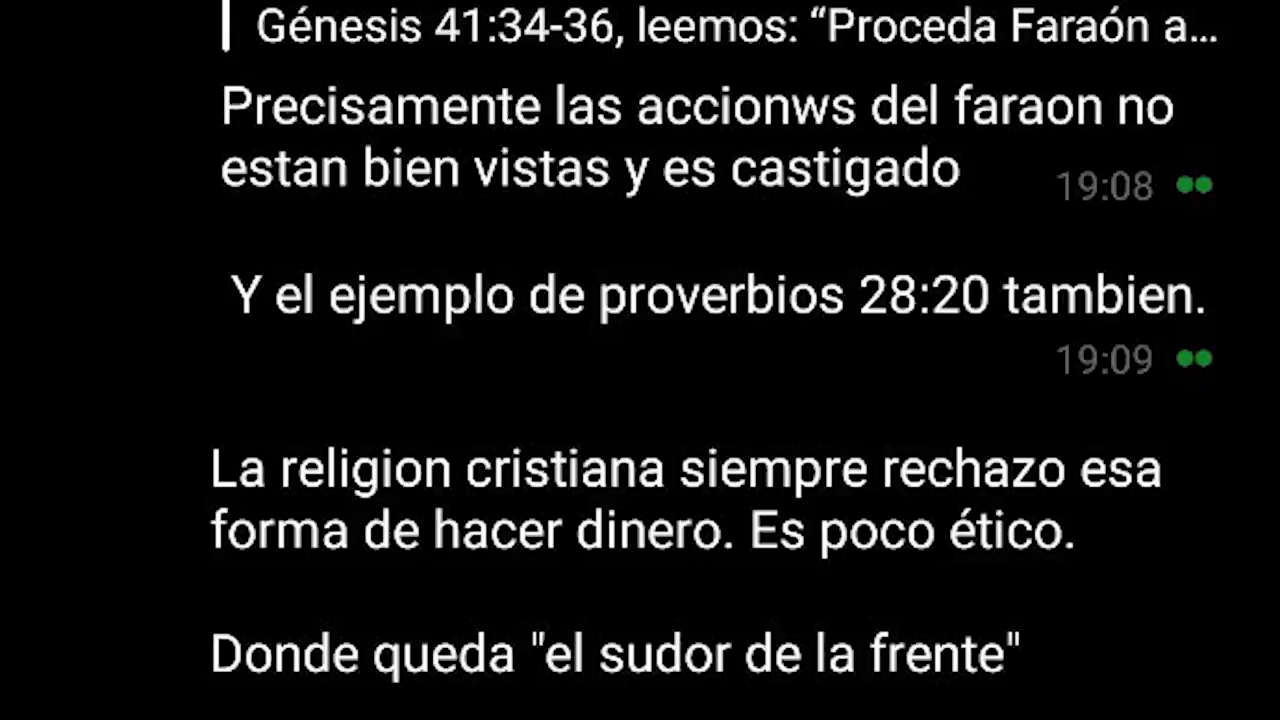 Génesis 41:34-36, leemos: “Proceda Faraón a...
Precisamente las accionws del faraon no
estan bien vistas y es castigado
19:08
Y el ejemplo de proverbios 28:20 tambien.
19:09
La religion cristiana siempre rechazo esa
forma de hacer dinero. Es poco ético.
Donde queda "el sudor de la frente"